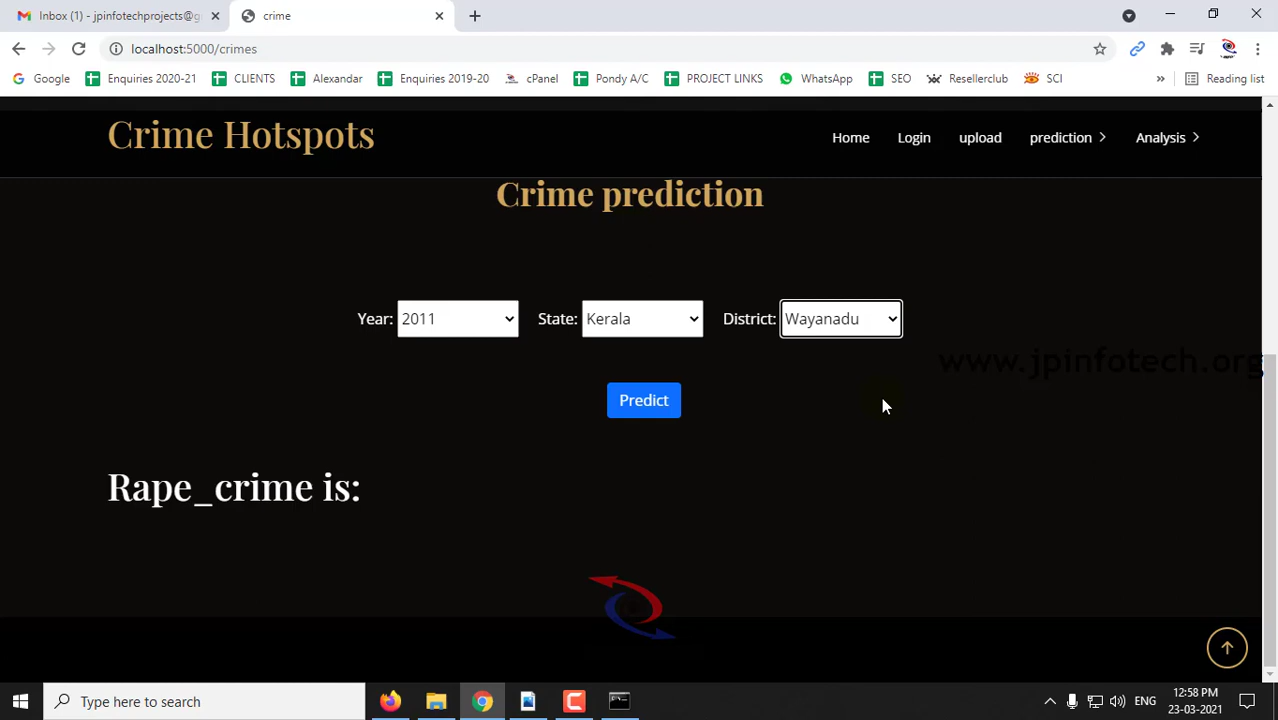 Inbox (1) - jpinfotechprojects@g
crime
localhost:5000/crimes
Google
Enquiries 2020-21
CLIENTS
Alexandar
Enquiries 2019-20
cPanel
Pondy A/C
PROJECT LINKS
WhatsApp
SEO
Resellerclub
SCI
»
Reading list
Crime Hotspots
Home
Login
upload
prediction
Analysis
Crime prediction
Year: 2011 State: Kerala District: Wayanadu
www.jpinfotech.org
Predict
Rape_crime is:
Type here to search
ENG
12:58 PM
23-03-2021